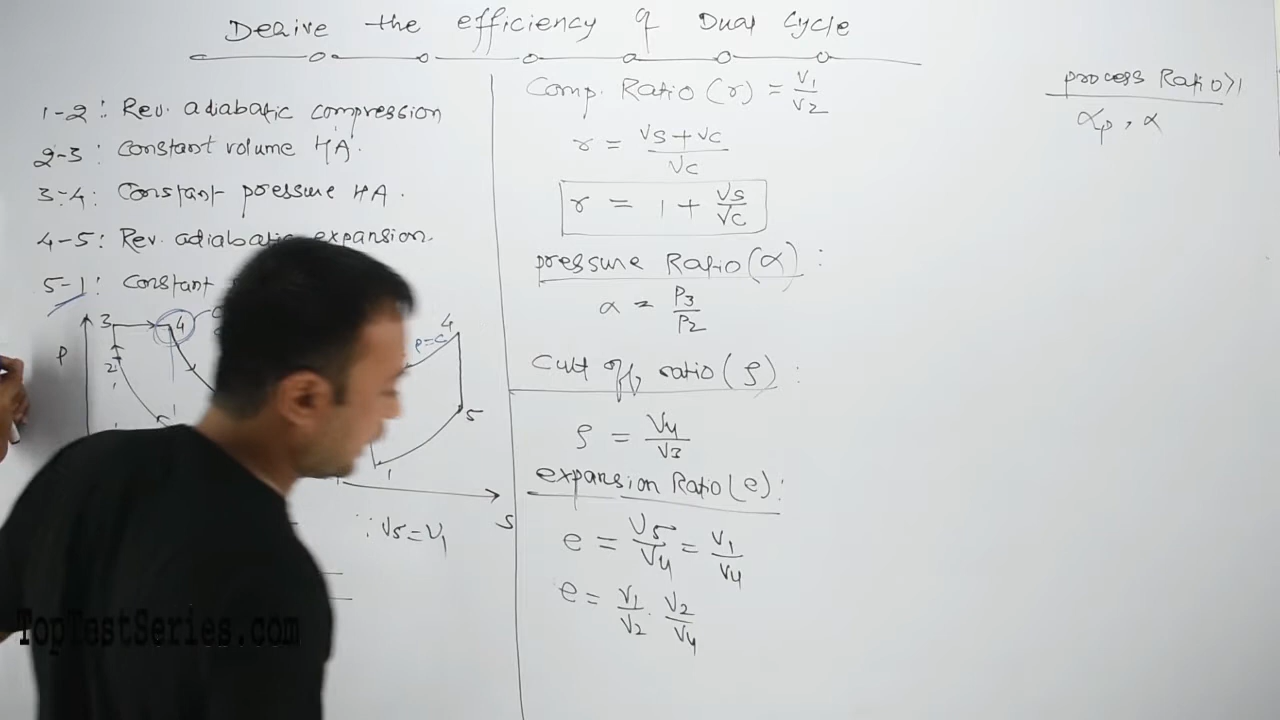 Derive the efficiency of Dual Cycle
1-2: Rev. adiabatic compression
2-3: Constant volume HA.
3-4: Constant pressure HA.
4-5: Rev. adiabatic expansion.
5-1: Constant
P
3
4
2
1
P=C
4
5
1
S
∵ V5 = V1
Comp. Ratio (r) = V1/V2
r = Vs + Vc / Vc
r = 1 + Vs/Vc
pressure Ratio (α) :
α = P3/P2
Cutt off ratio (ρ) :
ρ = V4/V3
expansion Ratio (e) :
e = V5/V4 = V1/V4
e = V1/V2 . V2/V4
process Ratio >1
αp, α
TopTestSeries.com